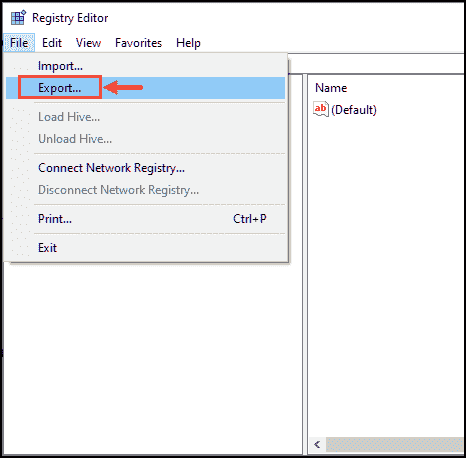 Registry Editor
File Edit View Favorites Help
Import...
Export...
Load Hive...
Unload Hive...
Connect Network Registry...
Disconnect Network Registry...
Print... Ctrl+P
Exit
Name
ab (Default)